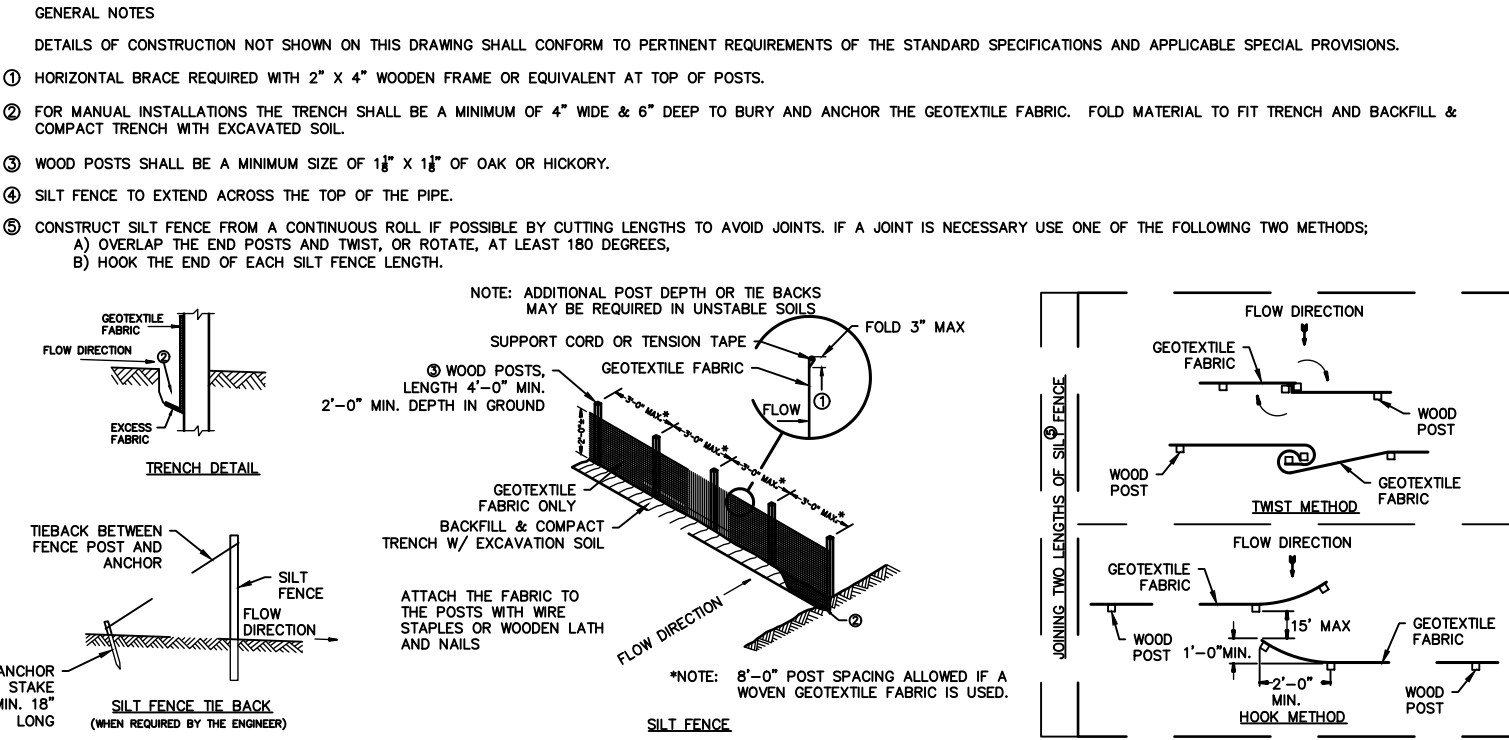 GENERAL NOTES
DETAILS OF CONSTRUCTION NOT SHOWN ON THIS DRAWING SHALL CONFORM TO PERTINENT REQUIREMENTS OF THE STANDARD SPECIFICATIONS AND APPLICABLE SPECIAL PROVISIONS.
① HORIZONTAL BRACE REQUIRED WITH 2" X 4" WOODEN FRAME OR EQUIVALENT AT TOP OF POSTS.
② FOR MANUAL INSTALLATIONS THE TRENCH SHALL BE A MINIMUM OF 4" WIDE & 6" DEEP TO BURY AND ANCHOR THE GEOTEXTILE FABRIC. FOLD MATERIAL TO FIT TRENCH AND BACKFILL &
COMPACT TRENCH WITH EXCAVATED SOIL.
③ WOOD POSTS SHALL BE A MINIMUM SIZE OF 1⅛" X 1⅛" OF OAK OR HICKORY.
④ SILT FENCE TO EXTEND ACROSS THE TOP OF THE PIPE.
⑤ CONSTRUCT SILT FENCE FROM A CONTINUOUS ROLL IF POSSIBLE BY CUTTING LENGTHS TO AVOID JOINTS. IF A JOINT IS NECESSARY USE ONE OF THE FOLLOWING TWO METHODS;
A) OVERLAP THE END POSTS AND TWIST, OR ROTATE, AT LEAST 180 DEGREES,
B) HOOK THE END OF EACH SILT FENCE LENGTH.
GEOTEXTILE
FABRIC
FLOW DIRECTION
②
EXCESS
FABRIC
TRENCH DETAIL
TIEBACK BETWEEN
FENCE POST AND
ANCHOR
SILT
FENCE
FLOW
DIRECTION
ANCHOR
STAKE
MIN. 18"
LONG
SILT FENCE TIE BACK
(WHEN REQUIRED BY THE ENGINEER)
NOTE: ADDITIONAL POST DEPTH OR TIE BACKS
MAY BE REQUIRED IN UNSTABLE SOILS
SUPPORT CORD OR TENSION TAPE
FOLD 3" MAX
GEOTEXTILE FABRIC
①
FLOW
③ WOOD POSTS,
LENGTH 4'-0" MIN.
2'-0" MIN. DEPTH IN GROUND
3'-0" MAX.*
3'-0" MAX.*
3'-0" MAX.*
3'-0" MAX.*
2'-0"±
GEOTEXTILE
FABRIC ONLY
BACKFILL & COMPACT
TRENCH W/ EXCAVATION SOIL
ATTACH THE FABRIC TO
THE POSTS WITH WIRE
STAPLES OR WOODEN LATH
AND NAILS
FLOW DIRECTION
②
*NOTE: 8'-0" POST SPACING ALLOWED IF A
WOVEN GEOTEXTILE FABRIC IS USED.
SILT FENCE
JOINING TWO LENGTHS OF SILT FENCE
⑤
FLOW DIRECTION
GEOTEXTILE
FABRIC
WOOD
POST
WOOD
POST
GEOTEXTILE
FABRIC
TWIST METHOD
FLOW DIRECTION
GEOTEXTILE
FABRIC
WOOD
POST
15' MAX
1'-0"MIN.
GEOTEXTILE
FABRIC
2'-0"
MIN.
WOOD
POST
HOOK METHOD